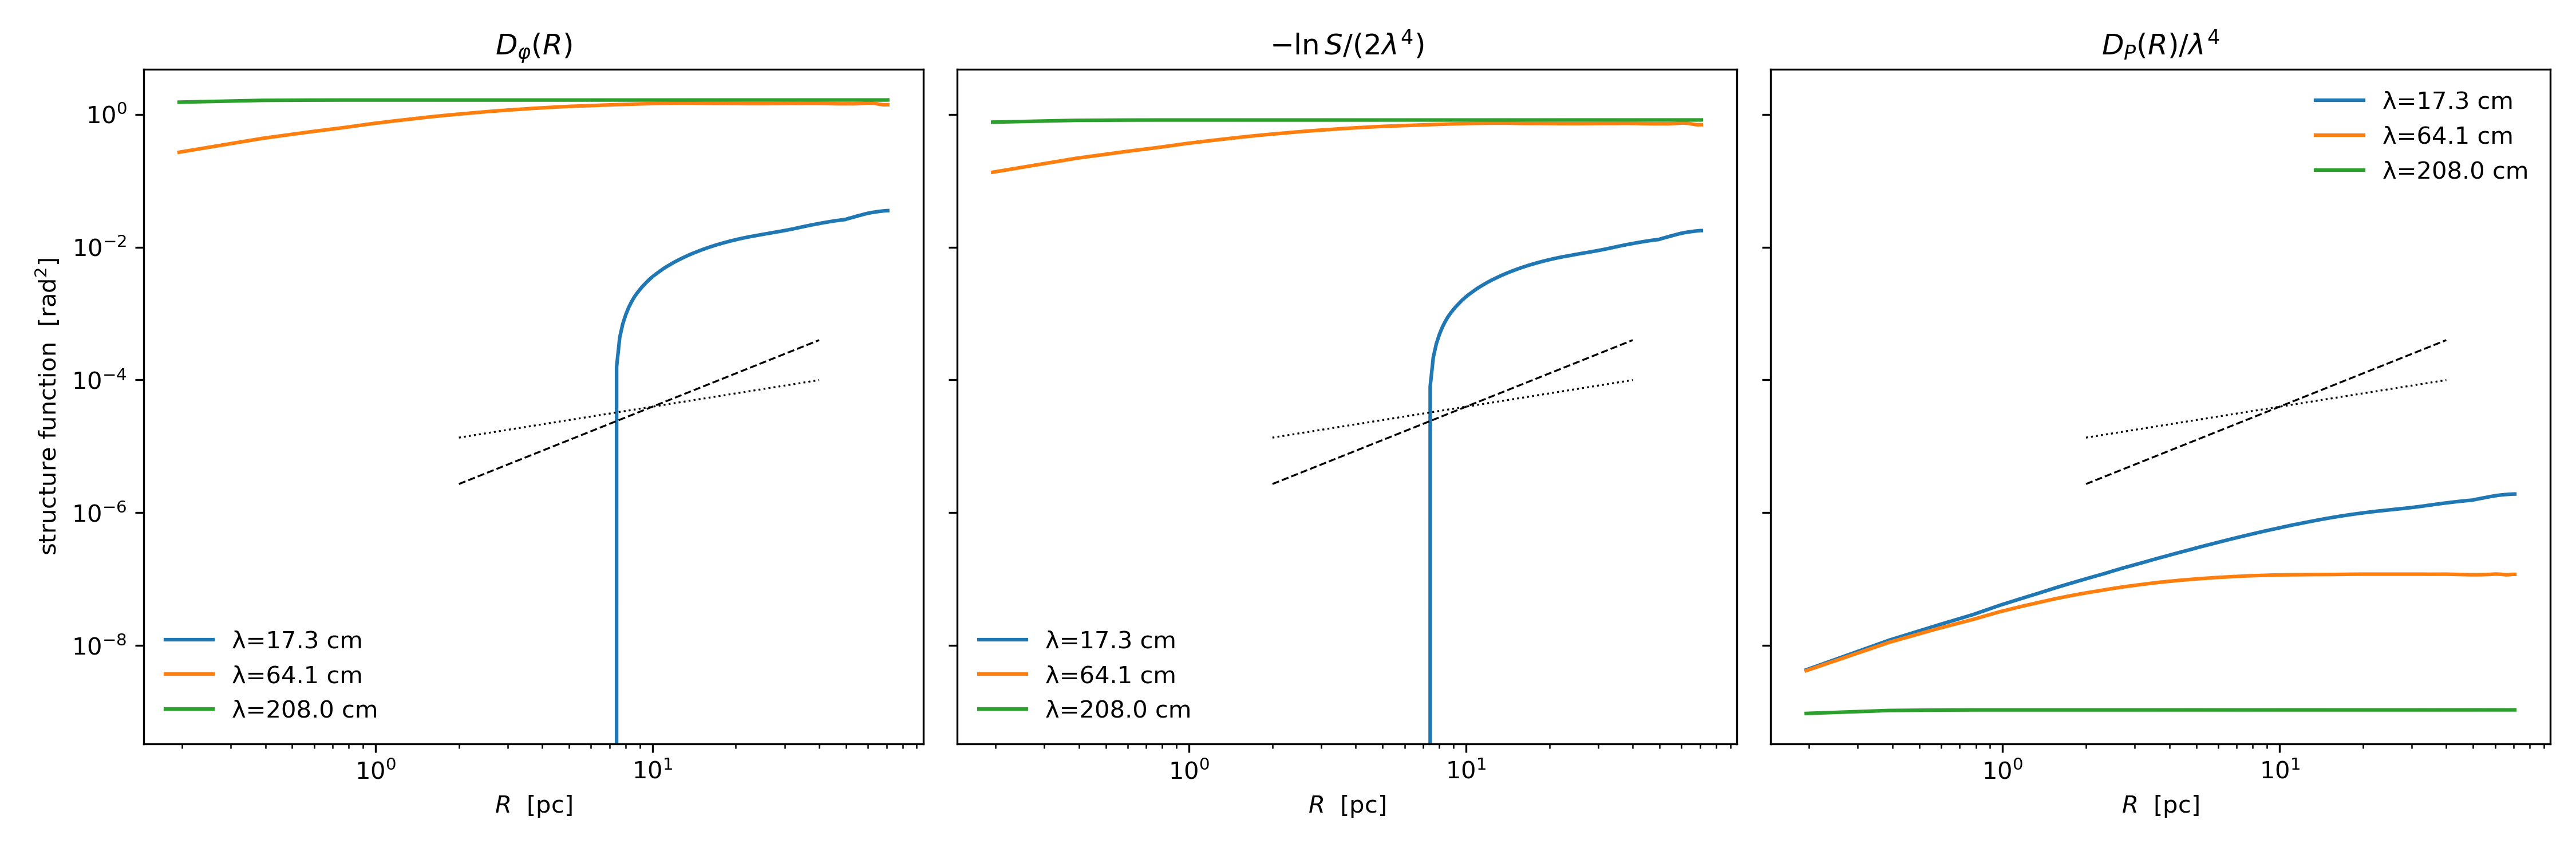 D_φ(R)
−ln S/(2λ⁴)
D_P(R)/λ⁴
structure function [rad²]
10⁰
10⁻²
10⁻⁴
10⁻⁶
10⁻⁸
λ=17.3 cm
λ=64.1 cm
λ=208.0 cm
λ=17.3 cm
λ=64.1 cm
λ=208.0 cm
λ=17.3 cm
λ=64.1 cm
λ=208.0 cm
10⁰ 10¹
10⁰ 10¹
10⁰ 10¹
R [pc]
R [pc]
R [pc]